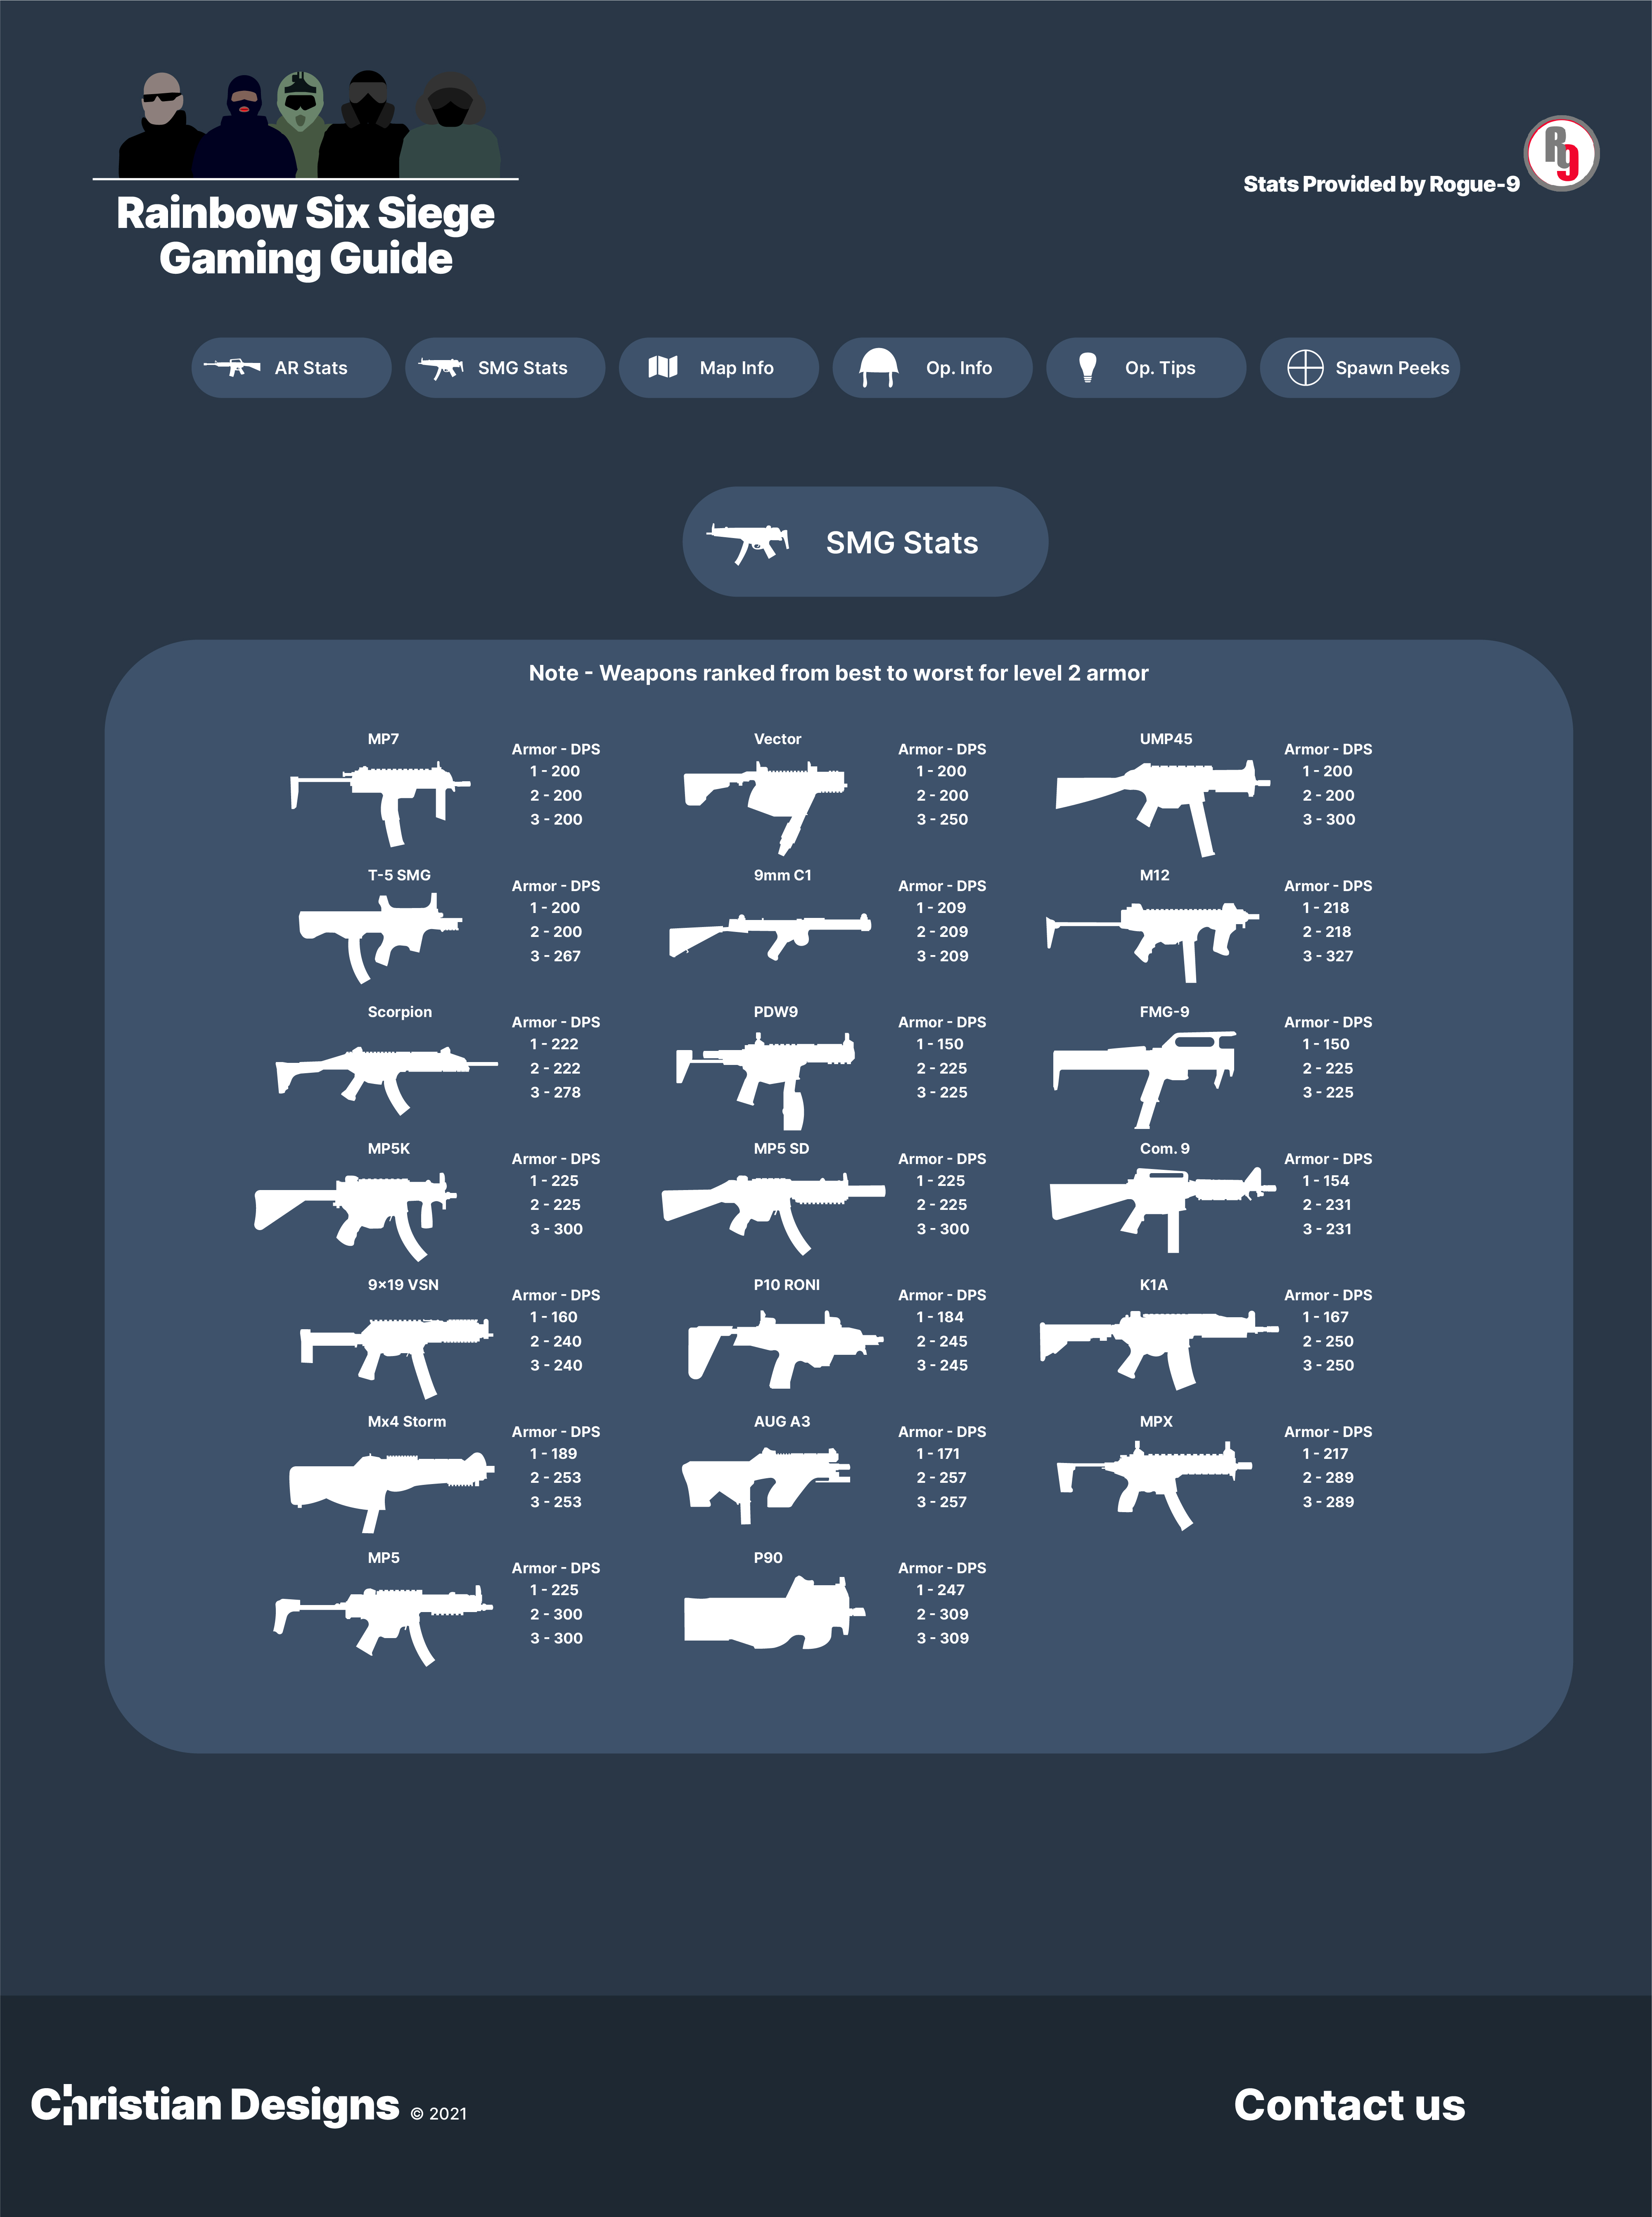 Rainbow Six Siege
Gaming Guide
Stats Provided by Rogue-9
R9
AR Stats
SMG Stats
Map Info
Op. Info
Op. Tips
Spawn Peeks
SMG Stats
Note - Weapons ranked from best to worst for level 2 armor
MP7
Armor - DPS
1 - 200
2 - 200
3 - 200
Vector
Armor - DPS
1 - 200
2 - 200
3 - 250
UMP45
Armor - DPS
1 - 200
2 - 200
3 - 300
T-5 SMG
Armor - DPS
1 - 200
2 - 200
3 - 267
9mm C1
Armor - DPS
1 - 209
2 - 209
3 - 209
M12
Armor - DPS
1 - 218
2 - 218
3 - 327
Scorpion
Armor - DPS
1 - 222
2 - 222
3 - 278
PDW9
Armor - DPS
1 - 150
2 - 225
3 - 225
FMG-9
Armor - DPS
1 - 150
2 - 225
3 - 225
MP5K
Armor - DPS
1 - 225
2 - 225
3 - 300
MP5 SD
Armor - DPS
1 - 225
2 - 225
3 - 300
Com. 9
Armor - DPS
1 - 154
2 - 231
3 - 231
9×19 VSN
Armor - DPS
1 - 160
2 - 240
3 - 240
P10 RONI
Armor - DPS
1 - 184
2 - 245
3 - 245
K1A
Armor - DPS
1 - 167
2 - 250
3 - 250
Mx4 Storm
Armor - DPS
1 - 189
2 - 253
3 - 253
AUG A3
Armor - DPS
1 - 171
2 - 257
3 - 257
MPX
Armor - DPS
1 - 217
2 - 289
3 - 289
MP5
Armor - DPS
1 - 225
2 - 300
3 - 300
P90
Armor - DPS
1 - 247
2 - 309
3 - 309
Christian Designs © 2021
Contact us